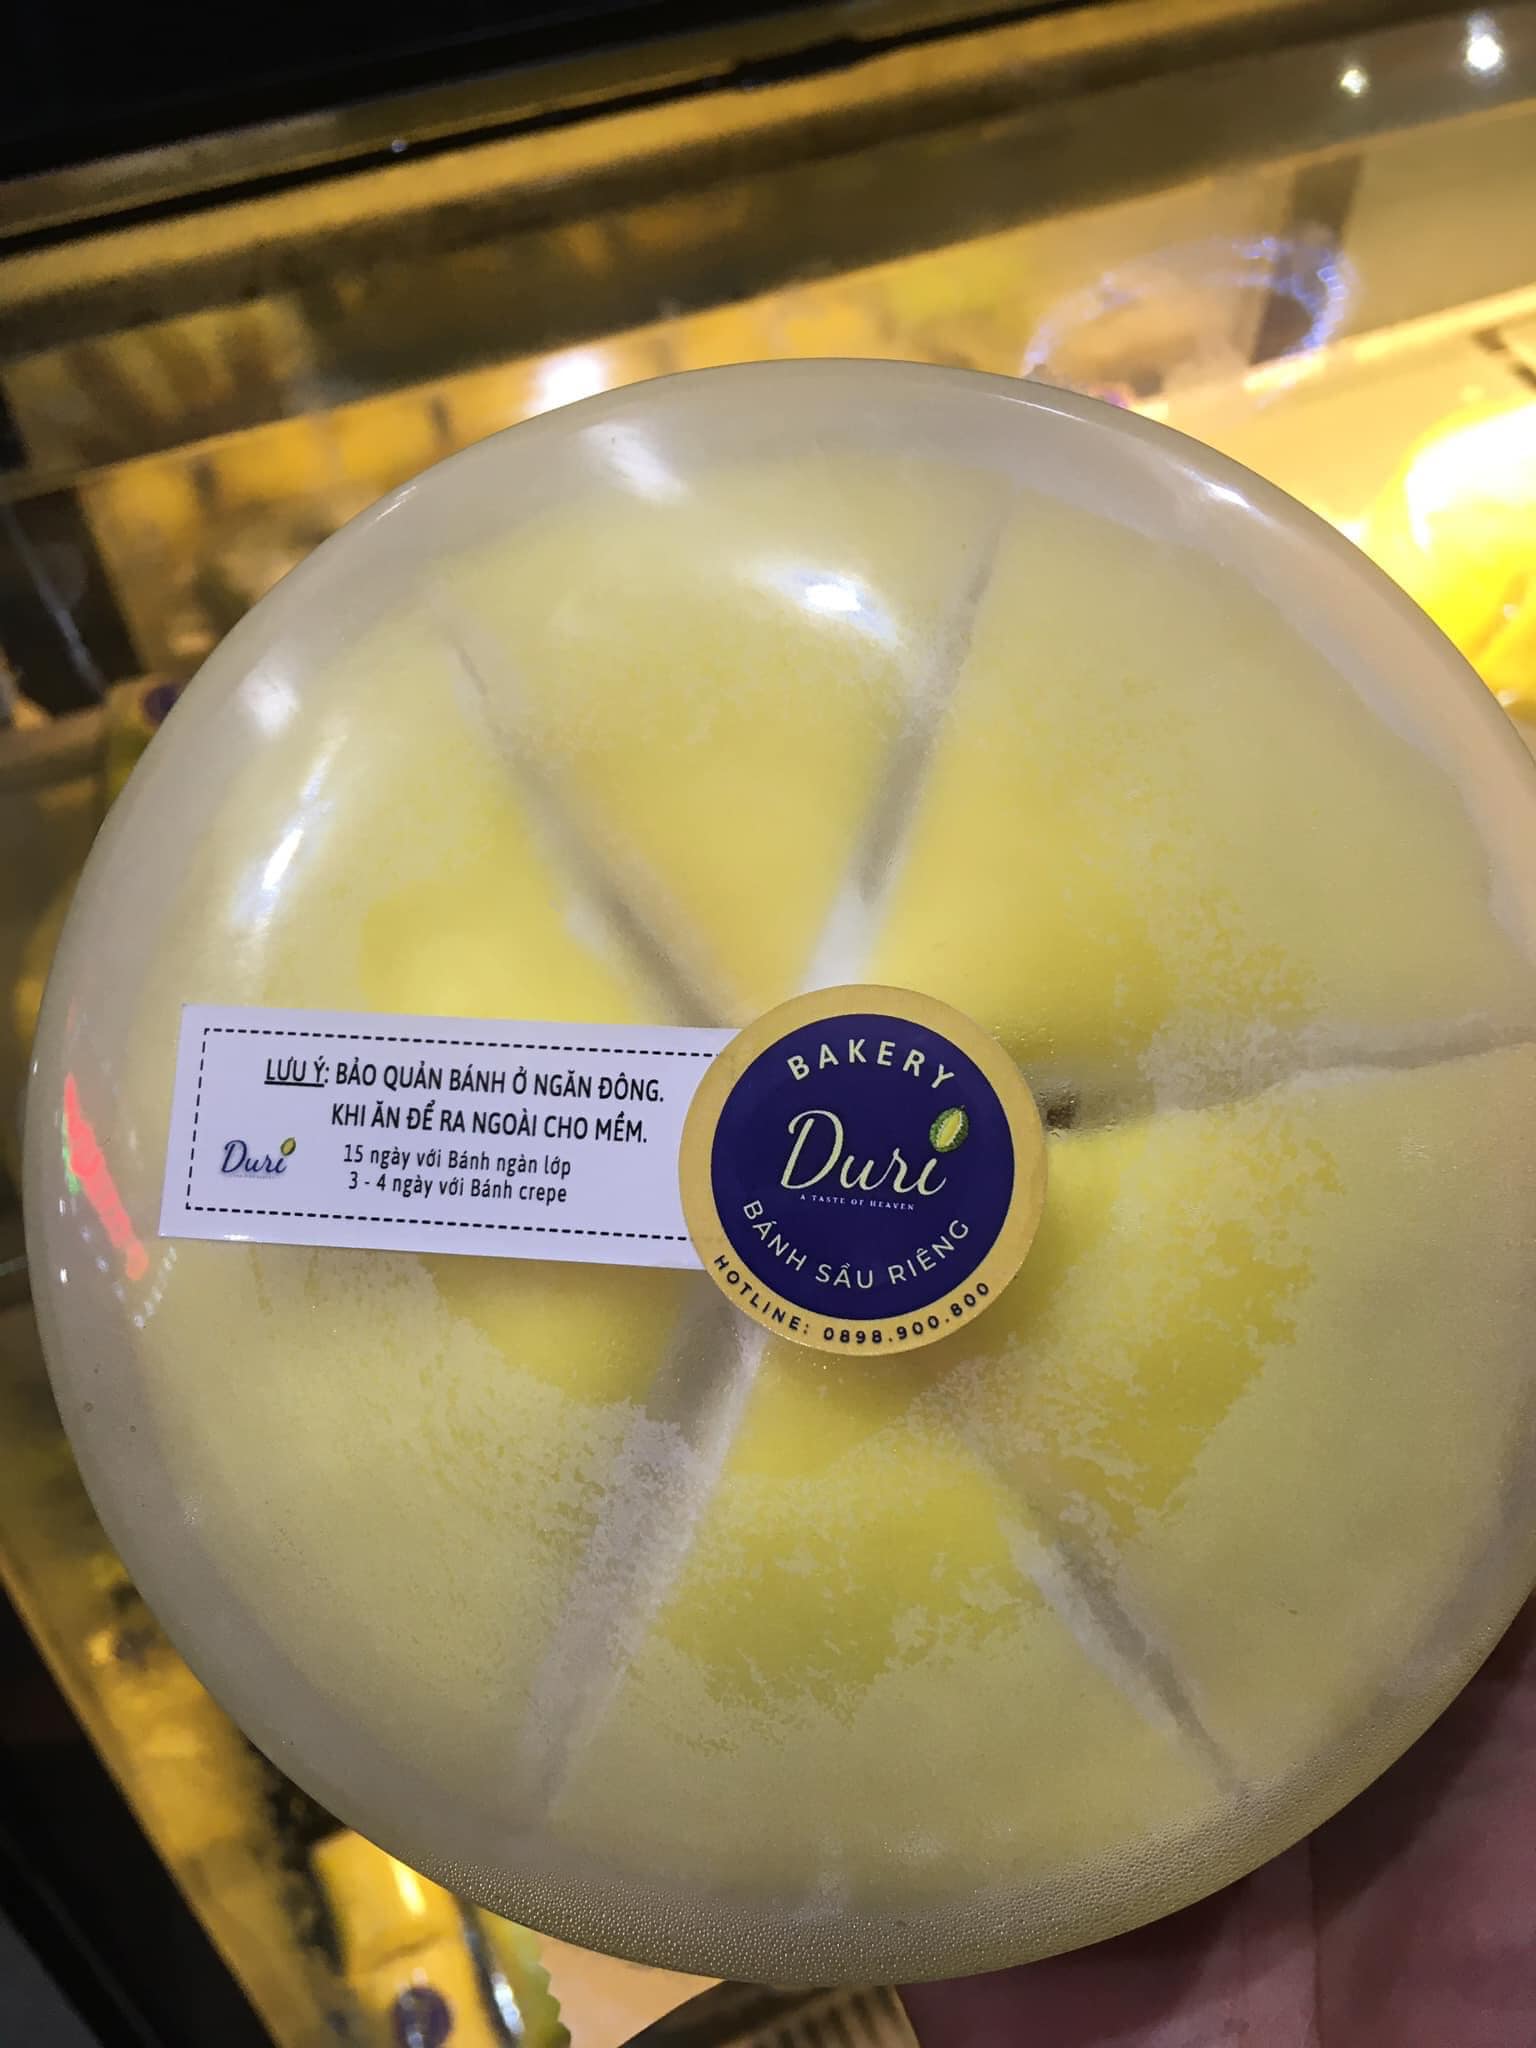 LƯU Ý: BẢO QUẢN BÁNH Ở NGĂN ĐÔNG.
KHI ĂN ĐỂ RA NGOÀI CHO MỀM.
15 ngày với Bánh ngàn lớp
3 - 4 ngày với Bánh crepe
Duri
BAKERY
Duri
A TASTE OF HEAVEN
BÁNH SẦU RIÊNG
HOTLINE: 0898.900.800